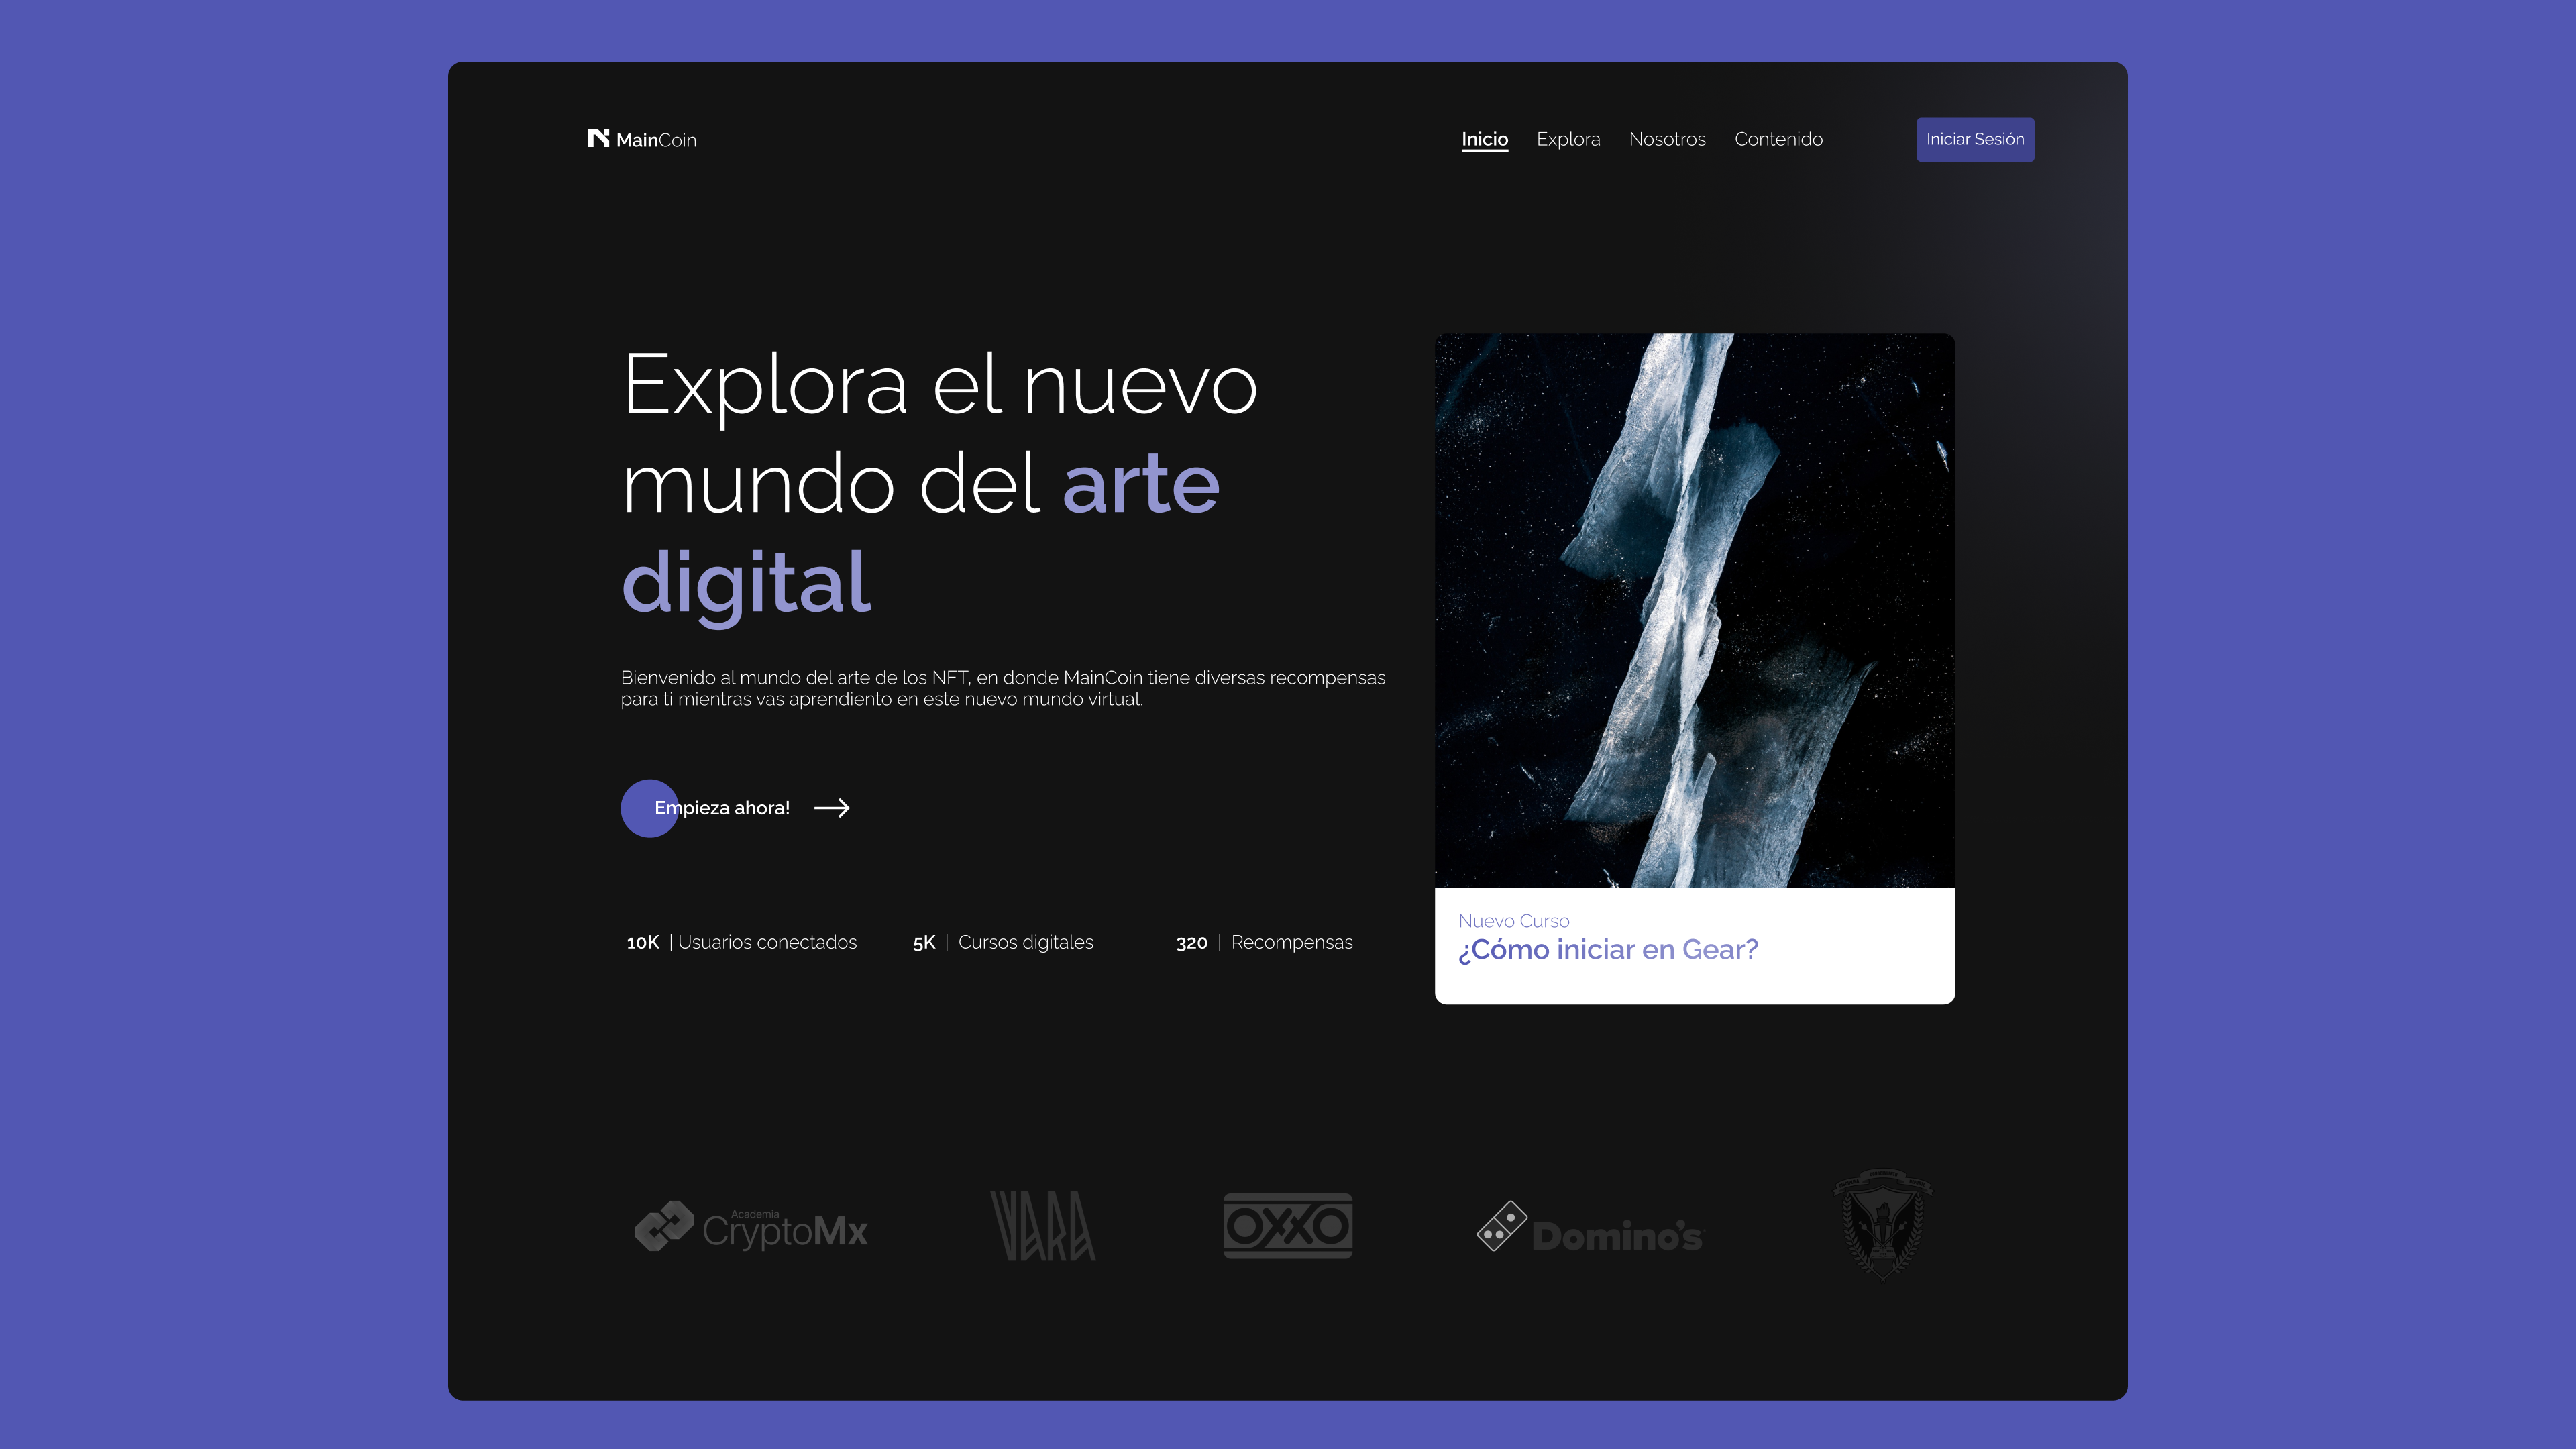 MainCoin
Inicio Explora Nosotros Contenido Iniciar Sesión
Explora el nuevo
mundo del arte
digital
Bienvenido al mundo del arte de los NFT, en donde MainCoin tiene diversas recompensas
para ti mientras vas aprendiento en este nuevo mundo virtual.
Empieza ahora!
10K | Usuarios conectados
5K | Cursos digitales
320 | Recompensas
Nuevo Curso
¿Cómo iniciar en Gear?
Academia
CryptoMx
VARA
OXXO
Domino's